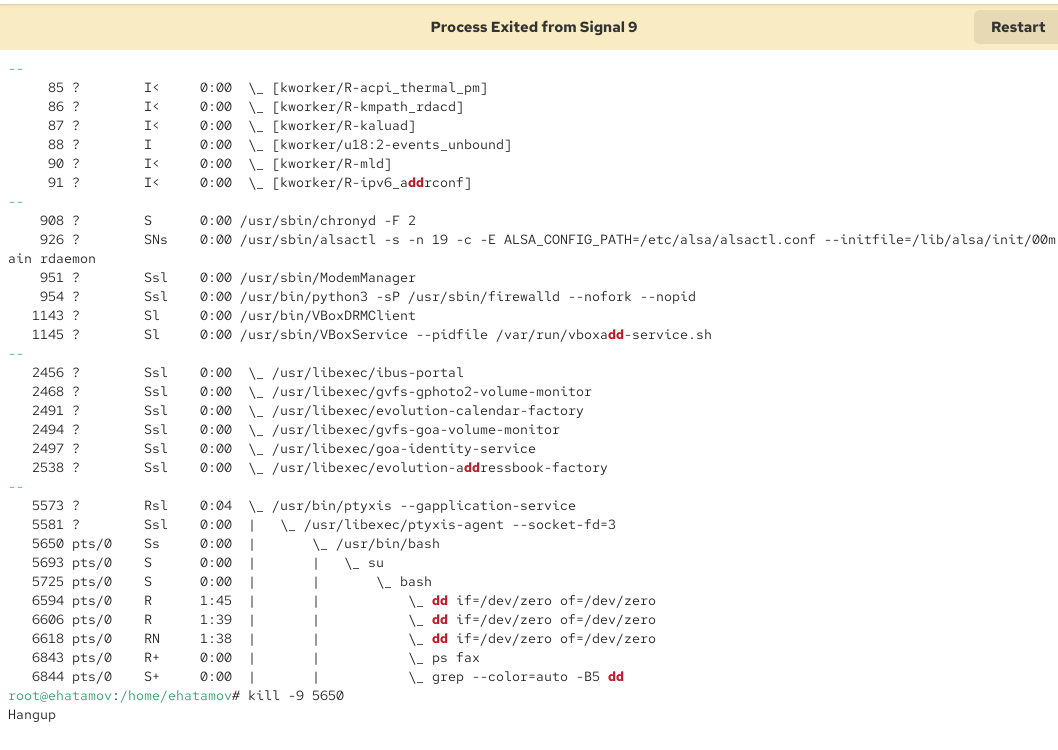 Process Exited from Signal 9
Restart
--
     85 ?        I<     0:00  \_ [kworker/R-acpi_thermal_pm]
     86 ?        I<     0:00  \_ [kworker/R-kmpath_rdacd]
     87 ?        I<     0:00  \_ [kworker/R-kaluad]
     88 ?        I      0:00  \_ [kworker/u18:2-events_unbound]
     90 ?        I<     0:00  \_ [kworker/R-mld]
     91 ?        I<     0:00  \_ [kworker/R-ipv6_addrconf]
--
    908 ?        S      0:00 /usr/sbin/chronyd -F 2
    926 ?        SNs    0:00 /usr/sbin/alsactl -s -n 19 -c -E ALSA_CONFIG_PATH=/etc/alsa/alsactl.conf --initfile=/lib/alsa/init/00m
ain rdaemon
    951 ?        Ssl    0:00 /usr/sbin/ModemManager
    954 ?        Ssl    0:00 /usr/bin/python3 -sP /usr/sbin/firewalld --nofork --nopid
   1143 ?        Sl     0:00 /usr/bin/VBoxDRMClient
   1145 ?        Sl     0:00 /usr/sbin/VBoxService --pidfile /var/run/vboxadd-service.sh
--
   2456 ?        Ssl    0:00  \_ /usr/libexec/ibus-portal
   2468 ?        Ssl    0:00  \_ /usr/libexec/gvfs-gphoto2-volume-monitor
   2491 ?        Ssl    0:00  \_ /usr/libexec/evolution-calendar-factory
   2494 ?        Ssl    0:00  \_ /usr/libexec/gvfs-goa-volume-monitor
   2497 ?        Ssl    0:00  \_ /usr/libexec/goa-identity-service
   2538 ?        Ssl    0:00  \_ /usr/libexec/evolution-addressbook-factory
--
   5573 ?        Rsl    0:04  \_ /usr/bin/ptyxis --gapplication-service
   5581 ?        Ssl    0:00  |   \_ /usr/libexec/ptyxis-agent --socket-fd=3
   5650 pts/0    Ss     0:00  |       \_ /usr/bin/bash
   5693 pts/0    S      0:00  |       |   \_ su
   5725 pts/0    S      0:00  |       |       \_ bash
   6594 pts/0    R      1:45  |       |           \_ dd if=/dev/zero of=/dev/zero
   6606 pts/0    R      1:39  |       |           \_ dd if=/dev/zero of=/dev/zero
   6618 pts/0    RN     1:38  |       |           \_ dd if=/dev/zero of=/dev/zero
   6843 pts/0    R+     0:00  |       |           \_ ps fax
   6844 pts/0    S+     0:00  |       |           \_ grep --color=auto -B5 dd
root@ehatamov:/home/ehatamov# kill -9 5650
Hangup